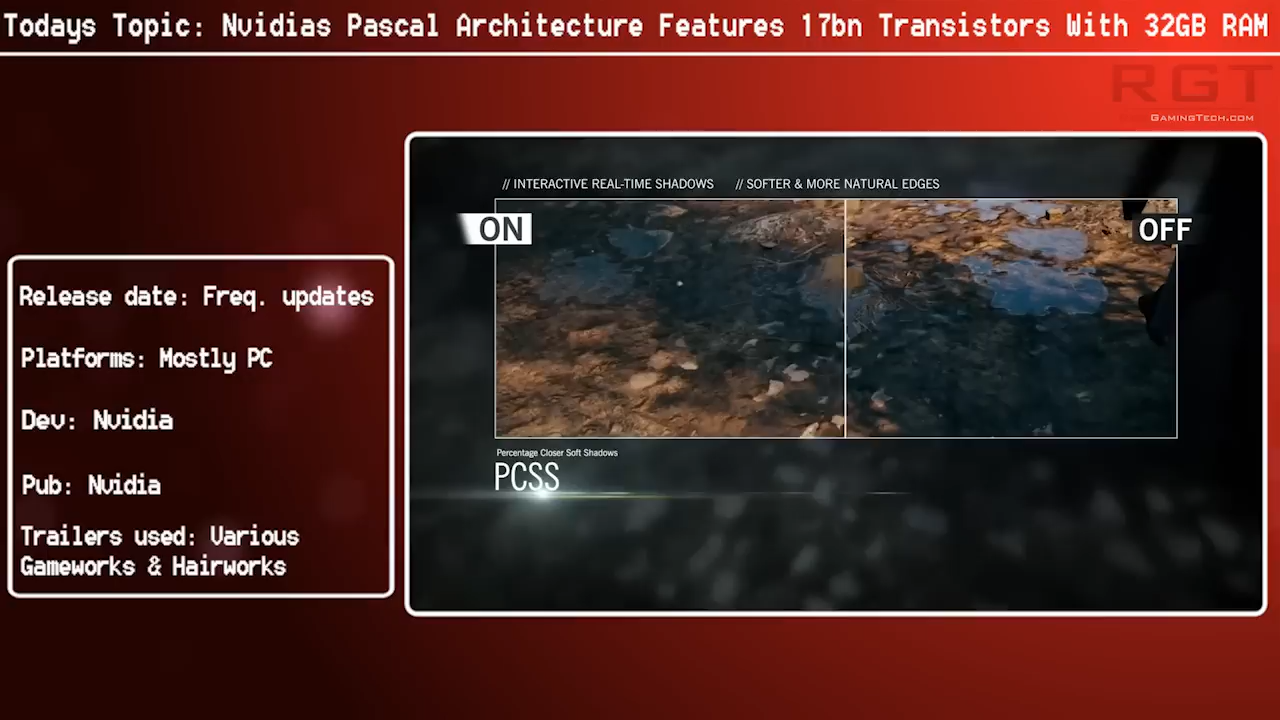 Todays Topic: Nvidias Pascal Architecture Features 17bn Transistors With 32GB RAM
RGT
GAMINGTECH.COM
// INTERACTIVE REAL-TIME SHADOWS // SOFTER & MORE NATURAL EDGES
ON OFF
Percentage Closer Soft Shadows
PCSS
Release date: Freq. updates
Platforms: Mostly PC
Dev: Nvidia
Pub: Nvidia
Trailers used: Various
Gameworks & Hairworks